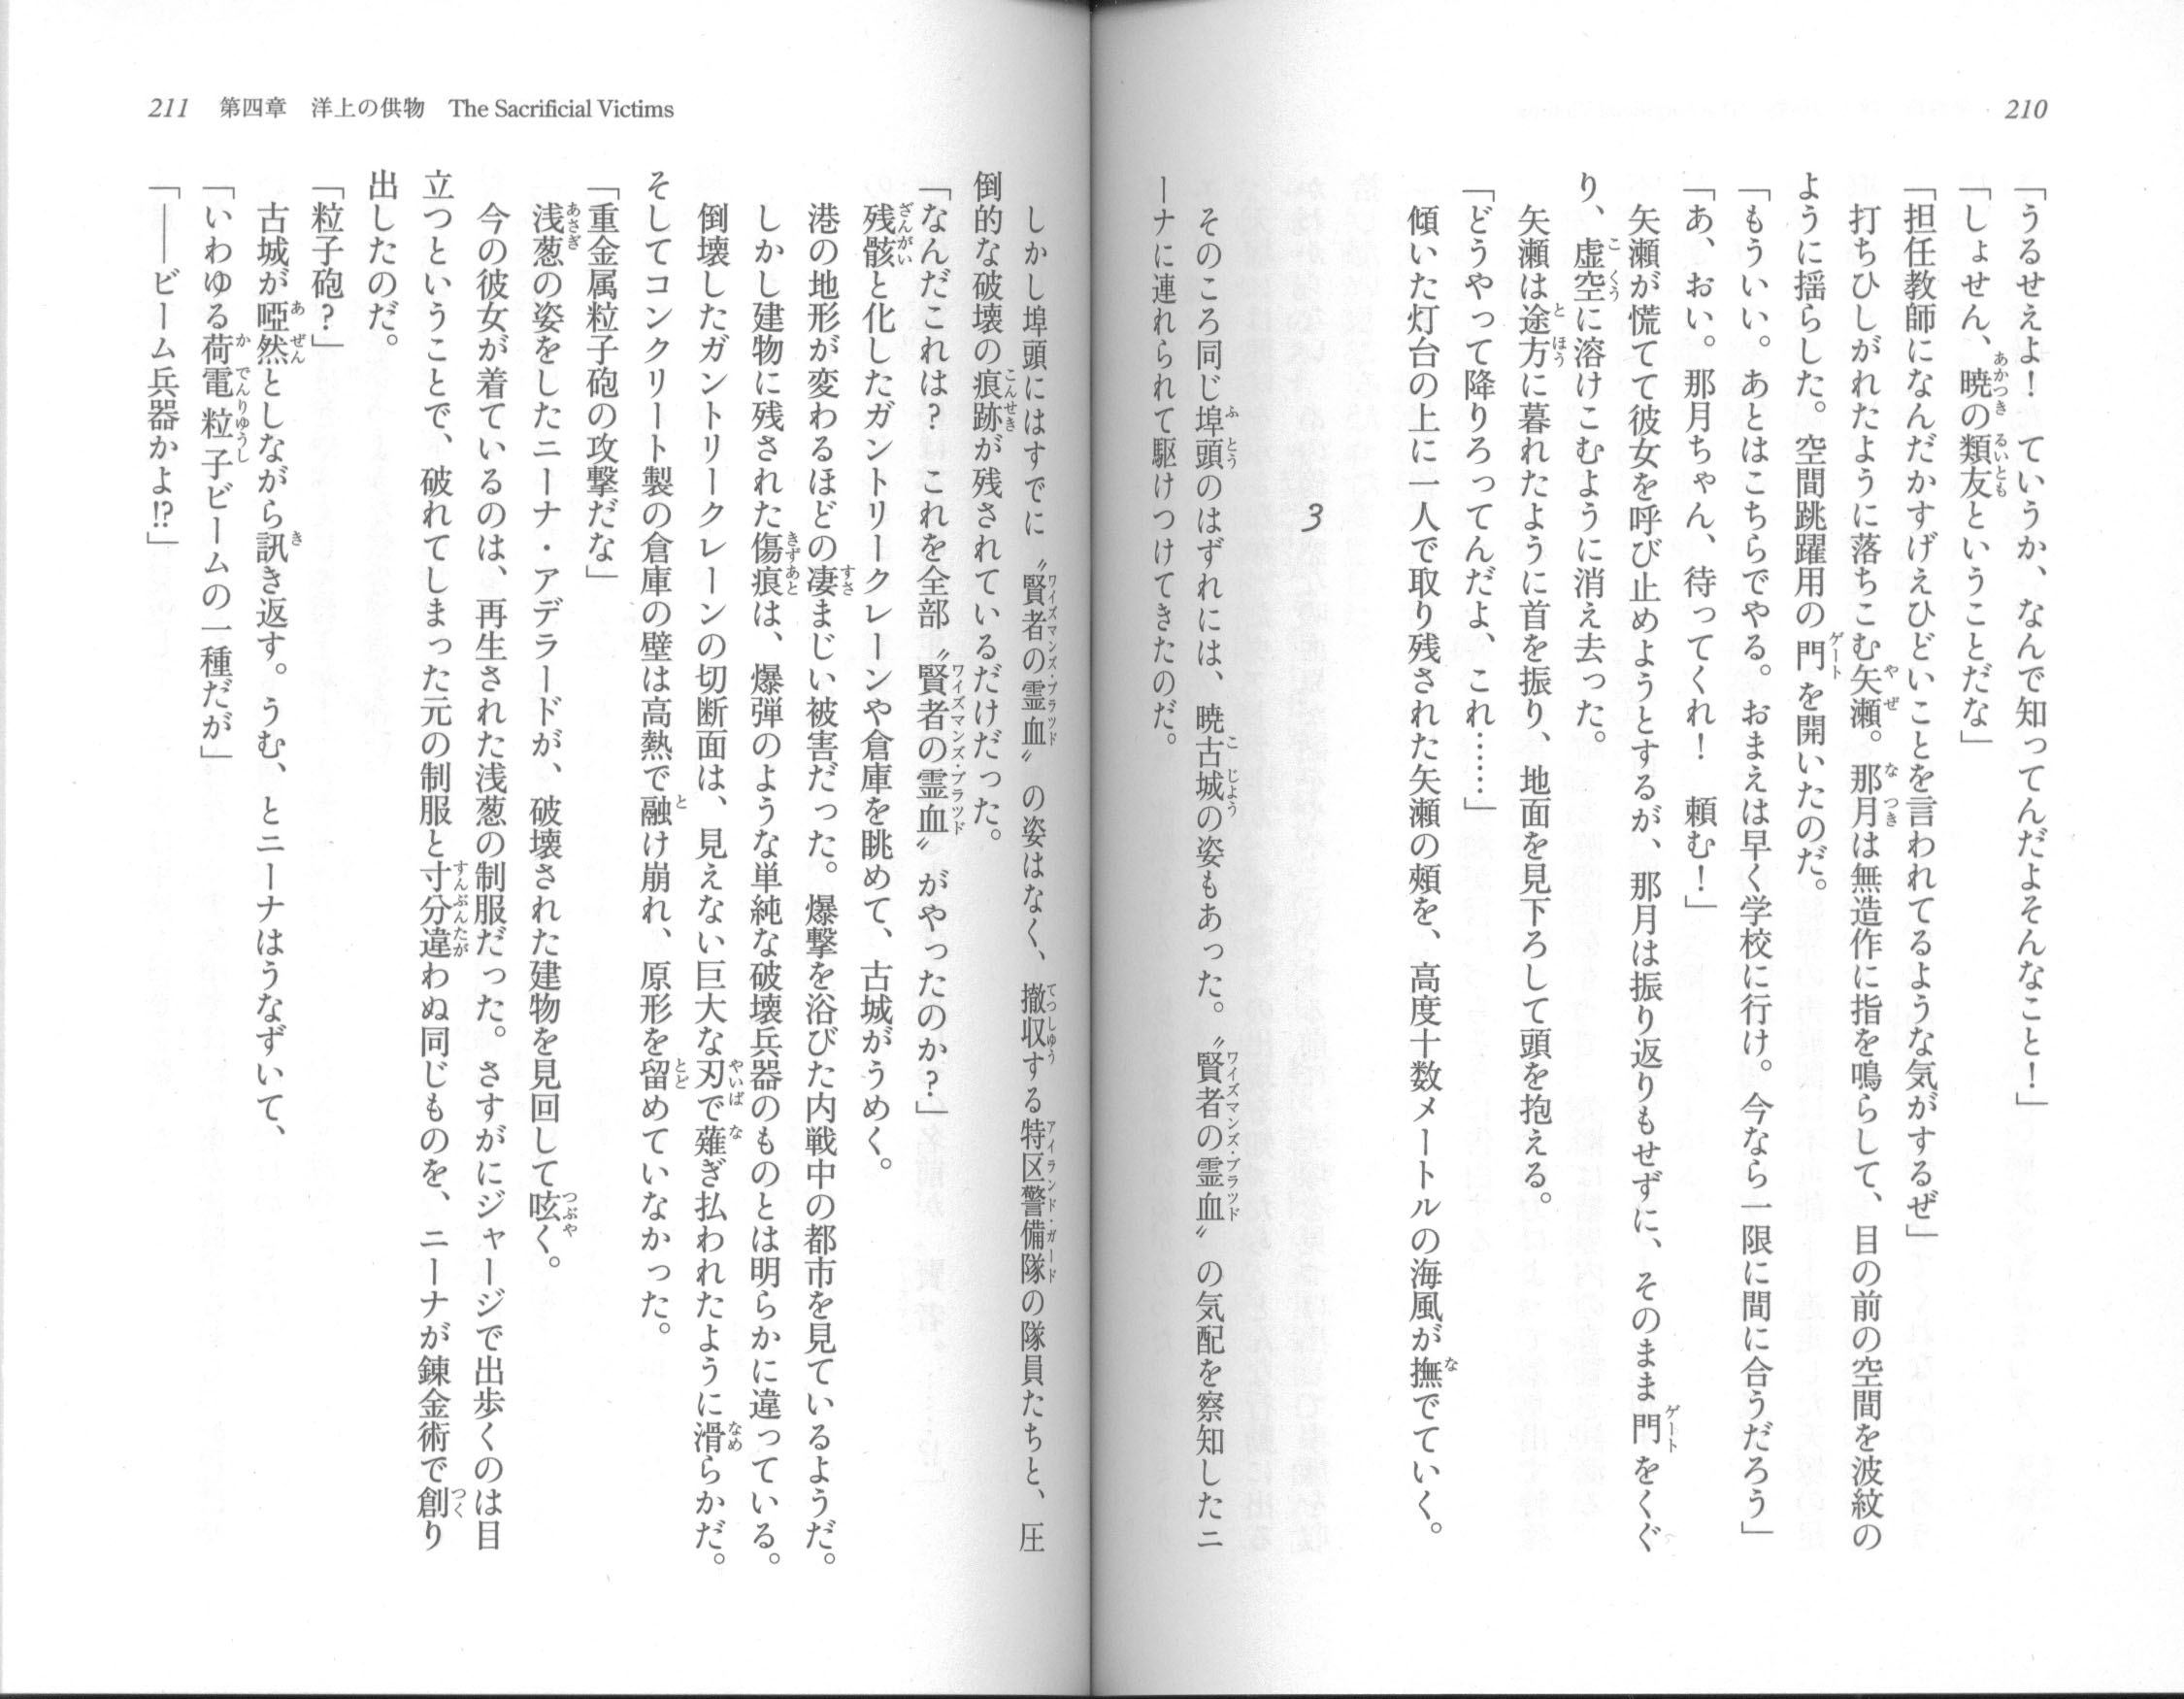 210
「うるせえよ！　ていうか、なんで知ってんだよそんなこと！」
「しょせん、暁の類友ということだな」
「担任教師になんだかすげえひどいことを言われてるような気がするぜ」
　打ちひしがれたように落ちこむ矢瀬。那月は無造作に指を鳴らして、目の前の空間を波紋の
ように揺らした。空間跳躍用の門を開いたのだ。
「もういい。あとはこちらでやる。おまえは早く学校に行け。今なら一限に間に合うだろう」
「あ、おい。那月ちゃん、待ってくれ！　頼む！」
　矢瀬が慌てて彼女を呼び止めようとするが、那月は振り返りもせずに、そのまま門をくぐ
り、虚空に溶けこむように消え去った。
　矢瀬は途方に暮れたように首を振り、地面を見下ろして頭を抱える。
「どうやって降りろってんだよ、これ……」
　傾いた灯台の上に一人で取り残された矢瀬の頰を、高度十数メートルの海風が撫でていく。
3
　そのころ同じ埠頭のはずれには、暁古城の姿もあった。〝賢者の霊血〟の気配を察知したニ
ーナに連れられて駆けつけてきたのだ。
211　第四章　洋上の供物　The Sacrificial Victims
　しかし埠頭にはすでに〝賢者の霊血〟の姿はなく、撤収する特区警備隊の隊員たちと、圧
倒的な破壊の痕跡が残されているだけだった。
「なんだこれは？　これを全部〝賢者の霊血〟がやったのか？」
　残骸と化したガントリークレーンや倉庫を眺めて、古城がうめく。
　港の地形が変わるほどの凄まじい被害だった。爆撃を浴びた内戦中の都市を見ているようだ。
　しかし建物に残された傷痕は、爆弾のような単純な破壊兵器のものとは明らかに違っている。
　倒壊したガントリークレーンの切断面は、見えない巨大な刃で薙ぎ払われたように滑らかだ。
そしてコンクリート製の倉庫の壁は高熱で融け崩れ、原形を留めていなかった。
「重金属粒子砲の攻撃だな」
　浅葱の姿をしたニーナ・アデラードが、破壊された建物を見回して呟く。
　今の彼女が着ているのは、再生された浅葱の制服だった。さすがにジャージで出歩くのは目
立つということで、破れてしまった元の制服と寸分違わぬ同じものを、ニーナが錬金術で創り
出したのだ。
「粒子砲？」
　古城が啞然としながら訊き返す。うむ、とニーナはうなずいて、
「いわゆる荷電粒子ビームの一種だが」
「――ビーム兵器かよ!?」